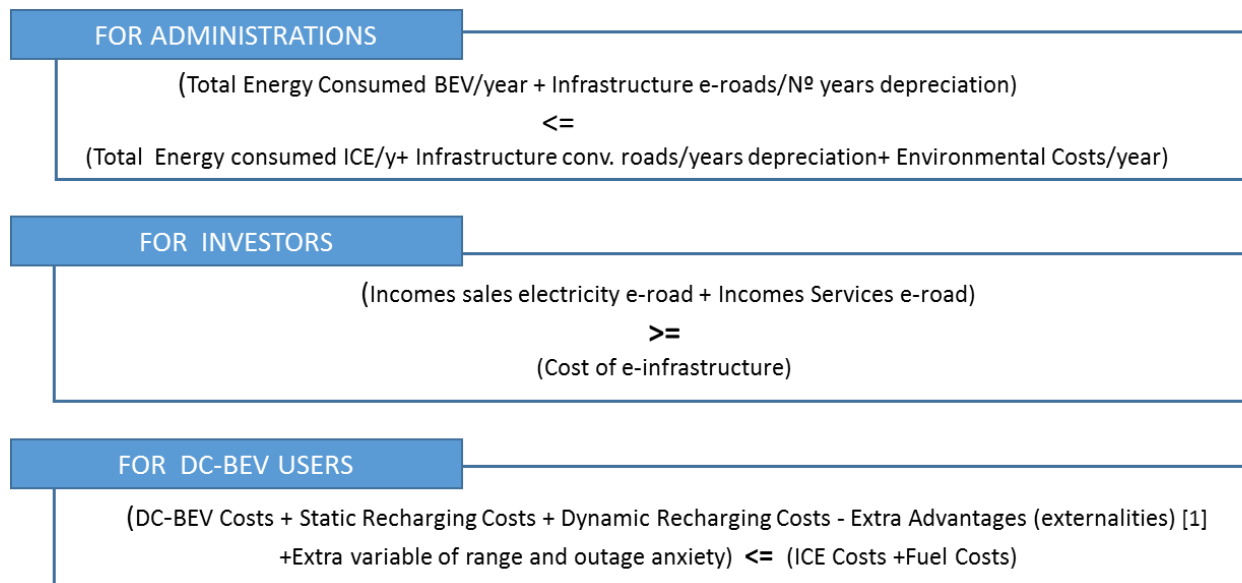 FOR ADMINISTRATIONS
(Total Energy Consumed BEV/year + Infrastructure e-roads/Nº years depreciation)
<=
(Total Energy consumed ICE/y+ Infrastructure conv. roads/years depreciation+ Environmental Costs/year)
FOR INVESTORS
(Incomes sales electricity e-road + Incomes Services e-road)
>=
(Cost of e-infrastructure)
FOR DC-BEV USERS
(DC-BEV Costs + Static Recharging Costs + Dynamic Recharging Costs - Extra Advantages (externalities) [1]
+Extra variable of range and outage anxiety) <= (ICE Costs +Fuel Costs)